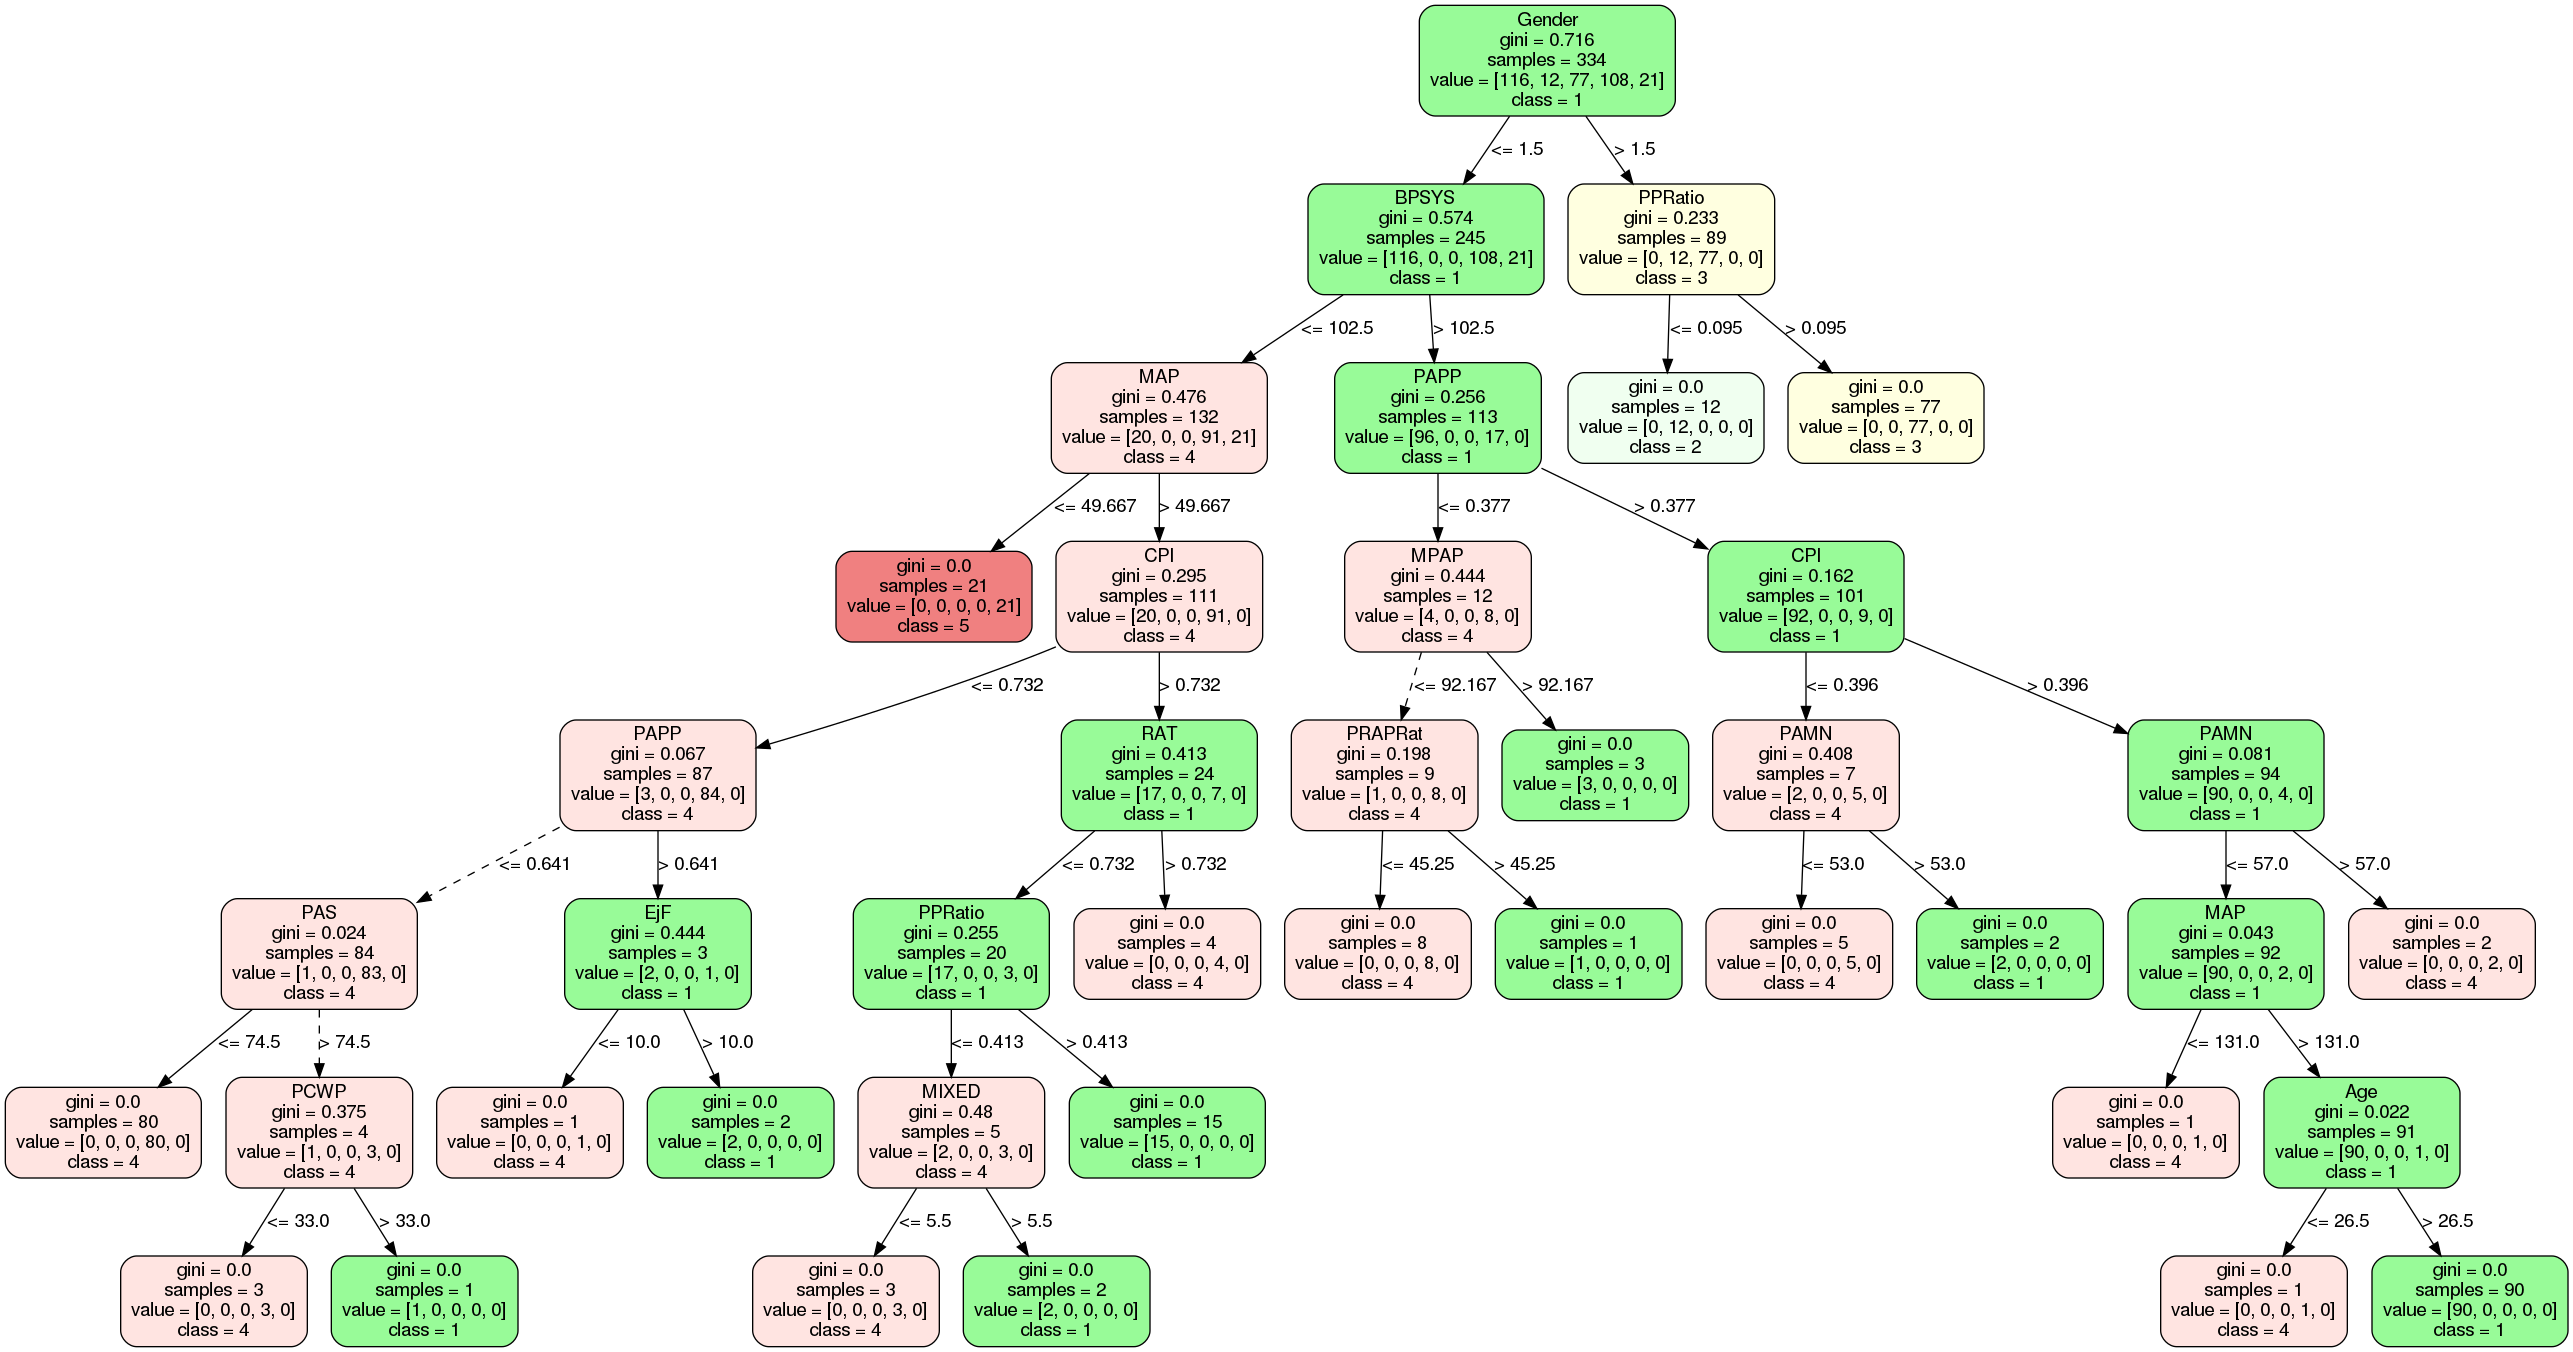 Gender
gini = 0.716
samples = 334
value = [116, 12, 77, 108, 21]
class = 1
<= 1.5
> 1.5
BPSYS
gini = 0.574
samples = 245
value = [116, 0, 0, 108, 21]
class = 1
PPRatio
gini = 0.233
samples = 89
value = [0, 12, 77, 0, 0]
class = 3
<= 102.5
> 102.5
<= 0.095
> 0.095
MAP
gini = 0.476
samples = 132
value = [20, 0, 0, 91, 21]
class = 4
PAPP
gini = 0.256
samples = 113
value = [96, 0, 0, 17, 0]
class = 1
gini = 0.0
samples = 12
value = [0, 12, 0, 0, 0]
class = 2
gini = 0.0
samples = 77
value = [0, 0, 77, 0, 0]
class = 3
<= 49.667
> 49.667
<= 0.377
> 0.377
gini = 0.0
samples = 21
value = [0, 0, 0, 0, 21]
class = 5
CPI
gini = 0.295
samples = 111
value = [20, 0, 0, 91, 0]
class = 4
MPAP
gini = 0.444
samples = 12
value = [4, 0, 0, 8, 0]
class = 4
CPI
gini = 0.162
samples = 101
value = [92, 0, 0, 9, 0]
class = 1
<= 0.732
> 0.732
<= 92.167
> 92.167
<= 0.396
> 0.396
PAPP
gini = 0.067
samples = 87
value = [3, 0, 0, 84, 0]
class = 4
RAT
gini = 0.413
samples = 24
value = [17, 0, 0, 7, 0]
class = 1
PRAPRat
gini = 0.198
samples = 9
value = [1, 0, 0, 8, 0]
class = 4
gini = 0.0
samples = 3
value = [3, 0, 0, 0, 0]
class = 1
PAMN
gini = 0.408
samples = 7
value = [2, 0, 0, 5, 0]
class = 4
PAMN
gini = 0.081
samples = 94
value = [90, 0, 0, 4, 0]
class = 1
<= 0.641
> 0.641
<= 0.732
> 0.732
<= 45.25
> 45.25
<= 53.0
> 53.0
<= 57.0
> 57.0
PAS
gini = 0.024
samples = 84
value = [1, 0, 0, 83, 0]
class = 4
EjF
gini = 0.444
samples = 3
value = [2, 0, 0, 1, 0]
class = 1
PPRatio
gini = 0.255
samples = 20
value = [17, 0, 0, 3, 0]
class = 1
gini = 0.0
samples = 4
value = [0, 0, 0, 4, 0]
class = 4
gini = 0.0
samples = 8
value = [0, 0, 0, 8, 0]
class = 4
gini = 0.0
samples = 1
value = [1, 0, 0, 0, 0]
class = 1
gini = 0.0
samples = 5
value = [0, 0, 0, 5, 0]
class = 4
gini = 0.0
samples = 2
value = [2, 0, 0, 0, 0]
class = 1
MAP
gini = 0.043
samples = 92
value = [90, 0, 0, 2, 0]
class = 1
gini = 0.0
samples = 2
value = [0, 0, 0, 2, 0]
class = 4
<= 74.5
> 74.5
<= 10.0
> 10.0
<= 0.413
> 0.413
<= 131.0
> 131.0
gini = 0.0
samples = 80
value = [0, 0, 0, 80, 0]
class = 4
PCWP
gini = 0.375
samples = 4
value = [1, 0, 0, 3, 0]
class = 4
gini = 0.0
samples = 1
value = [0, 0, 0, 1, 0]
class = 4
gini = 0.0
samples = 2
value = [2, 0, 0, 0, 0]
class = 1
MIXED
gini = 0.48
samples = 5
value = [2, 0, 0, 3, 0]
class = 4
gini = 0.0
samples = 15
value = [15, 0, 0, 0, 0]
class = 1
gini = 0.0
samples = 1
value = [0, 0, 0, 1, 0]
class = 4
Age
gini = 0.022
samples = 91
value = [90, 0, 0, 1, 0]
class = 1
<= 33.0
> 33.0
<= 5.5
> 5.5
<= 26.5
> 26.5
gini = 0.0
samples = 3
value = [0, 0, 0, 3, 0]
class = 4
gini = 0.0
samples = 1
value = [1, 0, 0, 0, 0]
class = 1
gini = 0.0
samples = 3
value = [0, 0, 0, 3, 0]
class = 4
gini = 0.0
samples = 2
value = [2, 0, 0, 0, 0]
class = 1
gini = 0.0
samples = 1
value = [0, 0, 0, 1, 0]
class = 4
gini = 0.0
samples = 90
value = [90, 0, 0, 0, 0]
class = 1